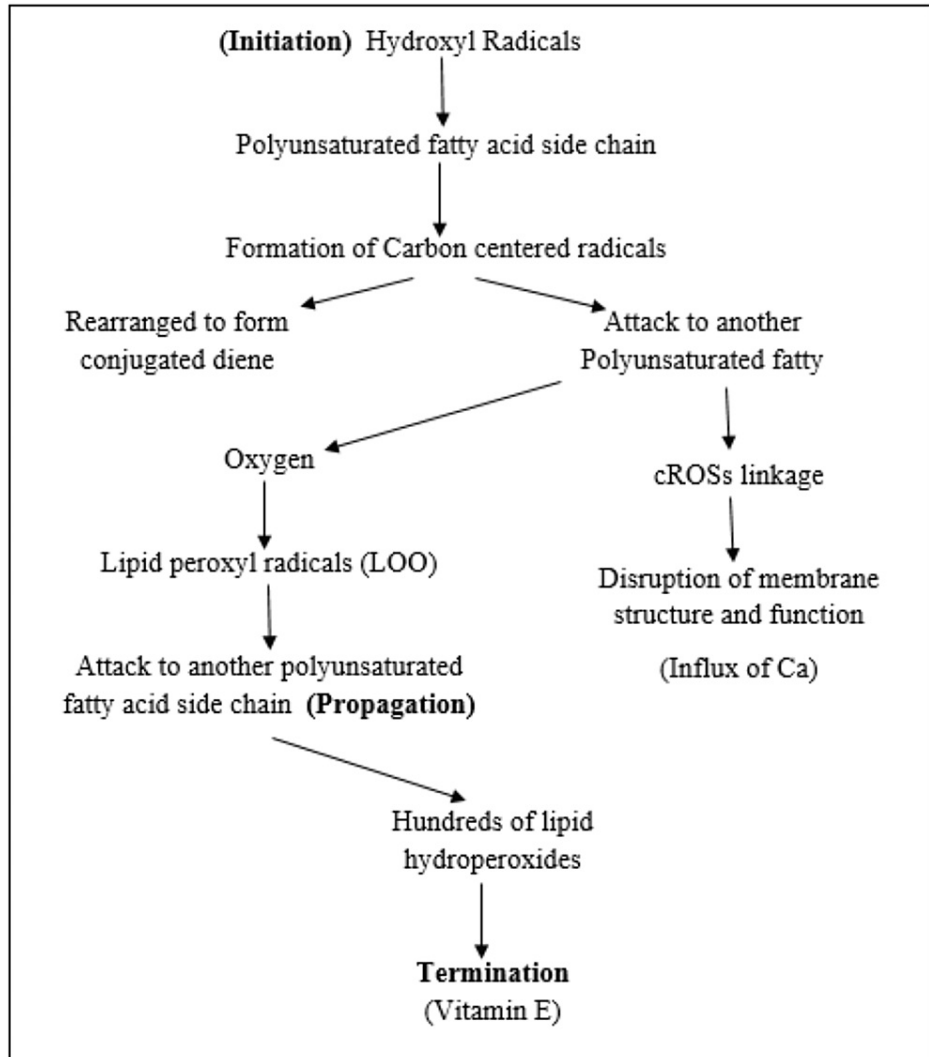 (Initiation) Hydroxyl Radicals
Polyunsaturated fatty acid side chain
Formation of Carbon centered radicals
Rearranged to form
conjugated diene
Attack to another
Polyunsaturated fatty
Oxygen
cROSs linkage
Lipid peroxyl radicals (LOO)
Disruption of membrane
structure and function
(Influx of Ca)
Attack to another polyunsaturated
fatty acid side chain (Propagation)
Hundreds of lipid
hydroperoxides
Termination
(Vitamin E)